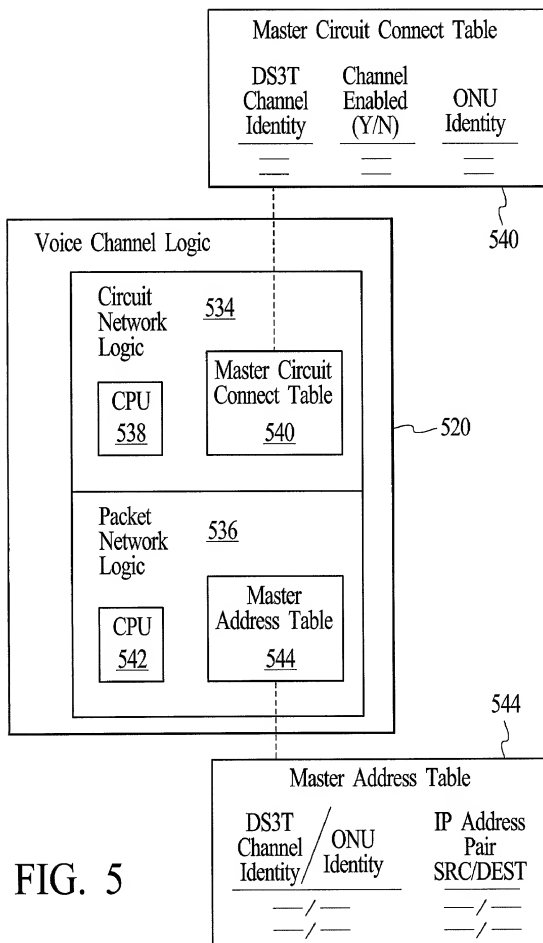 Master Circuit Connect Table
DS3T Channel Identity
Channel Enabled (Y/N)
ONU Identity
540
Voice Channel Logic
Circuit Network Logic
534
CPU
538
Master Circuit Connect Table
540
520
Packet Network Logic
536
CPU
542
Master Address Table
544
544
Master Address Table
DS3T Channel Identity / ONU Identity
IP Address Pair SRC/DEST
— / —
— / —
— / —
— / —
FIG. 5